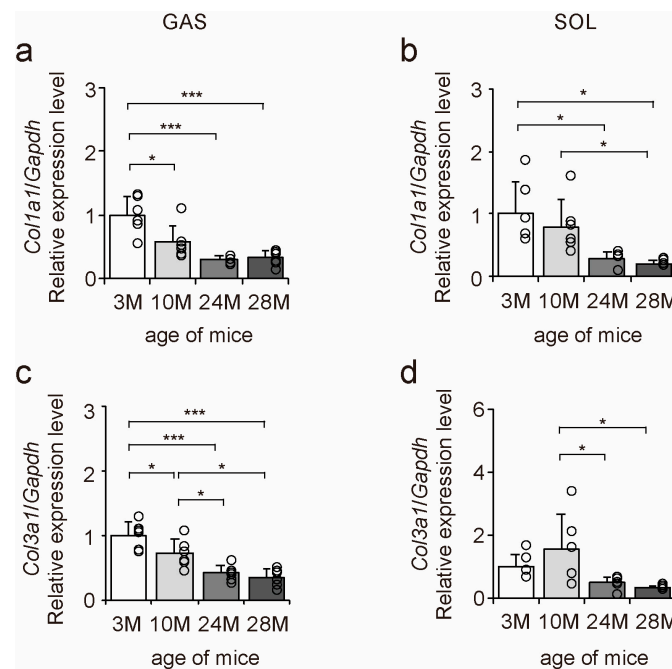 GAS
SOL
a
Col1a1/Gapdh
Relative expression level
3
2
1
0
***
***
*
3M 10M 24M 28M
age of mice
b
Col1a1/Gapdh
Relative expression level
3
2
1
0
*
*
*
3M 10M 24M 28M
age of mice
c
Col3a1/Gapdh
Relative expression level
3
2
1
0
***
***
*
*
*
3M 10M 24M 28M
age of mice
d
Col3a1/Gapdh
Relative expression level
6
4
2
0
*
*
3M 10M 24M 28M
age of mice